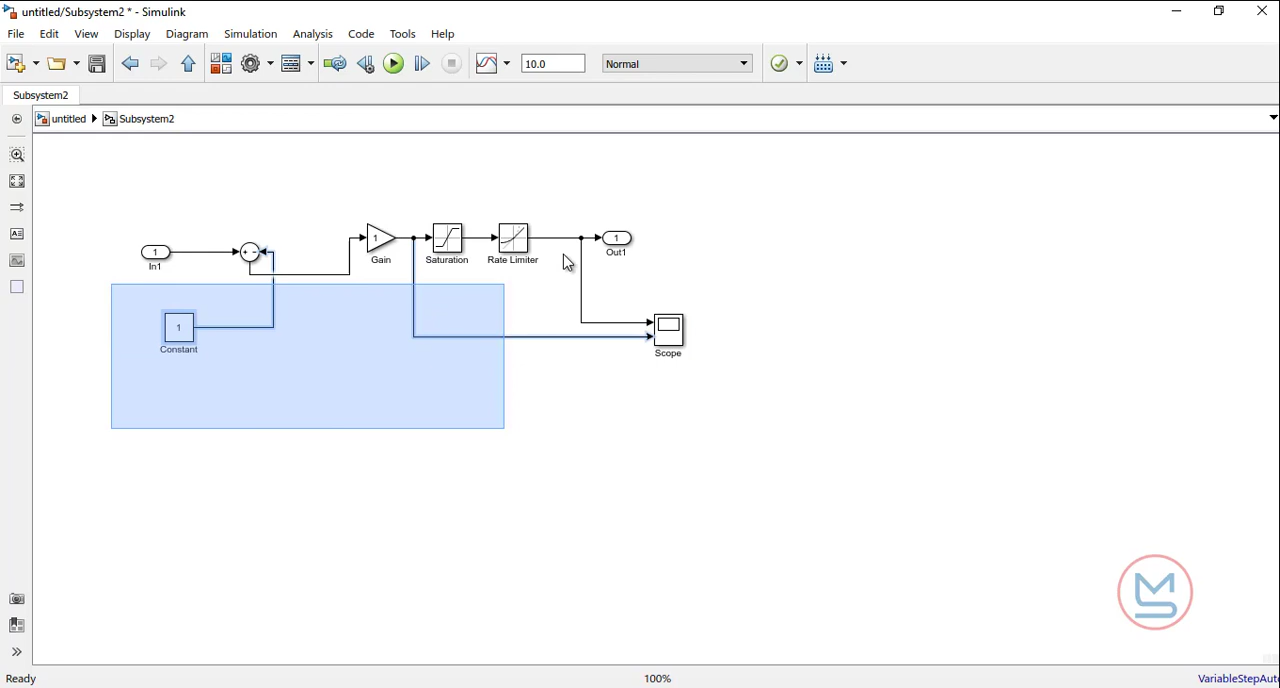 untitled/Subsystem2 * - Simulink
File Edit View Display Diagram Simulation Analysis Code Tools Help
10.0 Normal
Subsystem2
untitled Subsystem2
1 In1
+ -
1 Gain
Saturation
Rate Limiter
1 Out1
1 Constant
Scope
MS
Ready 100% VariableStepAut